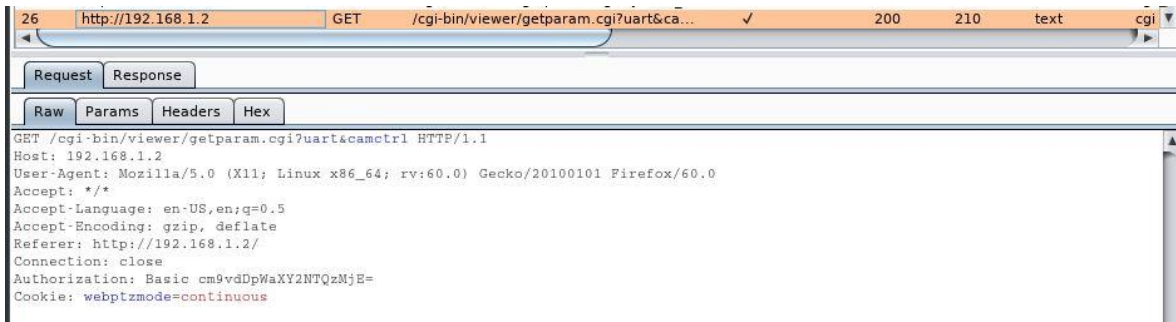 26 http://192.168.1.2 GET /cgi-bin/viewer/getparam.cgi?uart&ca... ✓ 200 210 text cgi
Request Response
Raw Params Headers Hex
GET /cgi-bin/viewer/getparam.cgi?uart&camctrl HTTP/1.1
Host: 192.168.1.2
User-Agent: Mozilla/5.0 (X11; Linux x86_64; rv:60.0) Gecko/20100101 Firefox/60.0
Accept: */*
Accept-Language: en-US,en;q=0.5
Accept-Encoding: gzip, deflate
Referer: http://192.168.1.2/
Connection: close
Authorization: Basic cm9vdDpWaXY2NTQzMjE=
Cookie: webptzmode=continuous